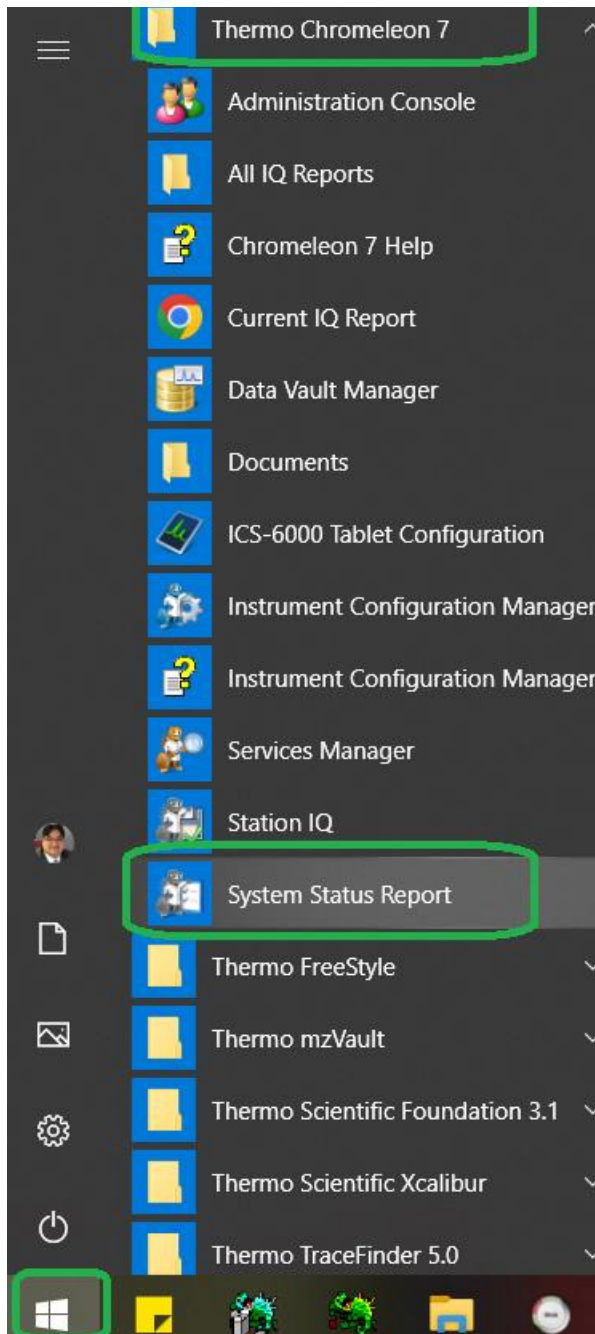 Thermo Chromeleon 7
Administration Console
All IQ Reports
Chromeleon 7 Help
Current IQ Report
Data Vault Manager
Documents
ICS-6000 Tablet Configuration
Instrument Configuration Manager
Instrument Configuration Manager
Services Manager
Station IQ
System Status Report
Thermo FreeStyle
Thermo mzVault
Thermo Scientific Foundation 3.1
Thermo Scientific Xcalibur
Thermo TraceFinder 5.0